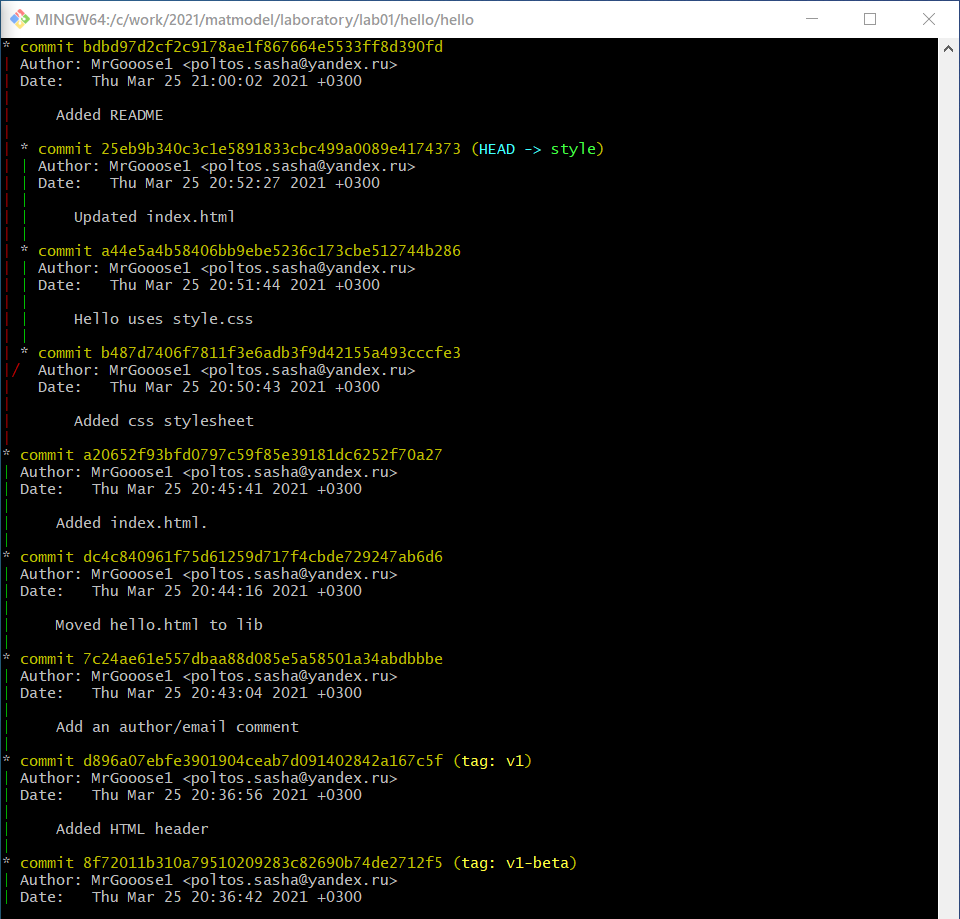 MINGW64:/c/work/2021/matmodel/laboratory/lab01/hello/hello
* commit bdbd97d2cf2c9178ae1f867664e5533ff8d390fd
| Author: MrGooose1 <poltos.sasha@yandex.ru>
| Date:   Thu Mar 25 21:00:02 2021 +0300
|
|     Added README
|
| * commit 25eb9b340c3c1e5891833cbc499a0089e4174373 (HEAD -> style)
| | Author: MrGooose1 <poltos.sasha@yandex.ru>
| | Date:   Thu Mar 25 20:52:27 2021 +0300
| |
| |     Updated index.html
| |
| * commit a44e5a4b58406bb9ebe5236c173cbe512744b286
| | Author: MrGooose1 <poltos.sasha@yandex.ru>
| | Date:   Thu Mar 25 20:51:44 2021 +0300
| |
| |     Hello uses style.css
| |
| * commit b487d7406f7811f3e6adb3f9d42155a493cccfe3
|/  Author: MrGooose1 <poltos.sasha@yandex.ru>
|   Date:   Thu Mar 25 20:50:43 2021 +0300
|
|       Added css stylesheet
|
* commit a20652f93bfd0797c59f85e39181dc6252f70a27
| Author: MrGooose1 <poltos.sasha@yandex.ru>
| Date:   Thu Mar 25 20:45:41 2021 +0300
|
|     Added index.html.
|
* commit dc4c840961f75d61259d717f4cbde729247ab6d6
| Author: MrGooose1 <poltos.sasha@yandex.ru>
| Date:   Thu Mar 25 20:44:16 2021 +0300
|
|     Moved hello.html to lib
|
* commit 7c24ae61e557dbaa88d085e5a58501a34abdbbbe
| Author: MrGooose1 <poltos.sasha@yandex.ru>
| Date:   Thu Mar 25 20:43:04 2021 +0300
|
|     Add an author/email comment
|
* commit d896a07ebfe3901904ceab7d091402842a167c5f (tag: v1)
| Author: MrGooose1 <poltos.sasha@yandex.ru>
| Date:   Thu Mar 25 20:36:56 2021 +0300
|
|     Added HTML header
|
* commit 8f72011b310a79510209283c82690b74de2712f5 (tag: v1-beta)
| Author: MrGooose1 <poltos.sasha@yandex.ru>
| Date:   Thu Mar 25 20:36:42 2021 +0300